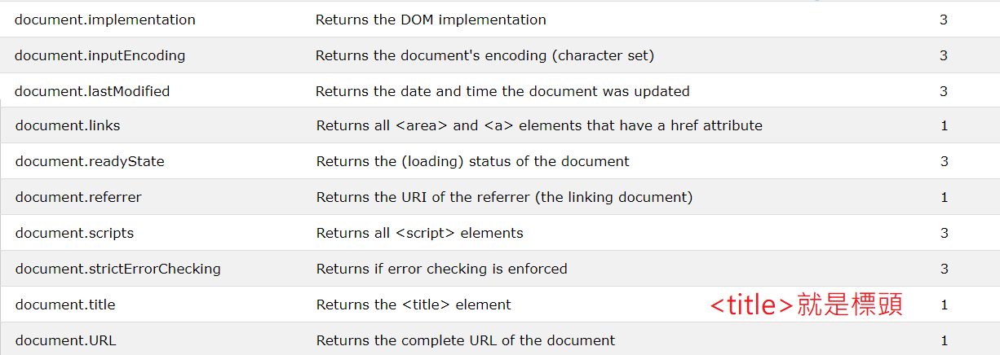 document.implementation Returns the DOM implementation 3
document.inputEncoding Returns the document's encoding (character set) 3
document.lastModified Returns the date and time the document was updated 3
document.links Returns all <area> and <a> elements that have a href attribute 1
document.readyState Returns the (loading) status of the document 3
document.referrer Returns the URI of the referrer (the linking document) 1
document.scripts Returns all <script> elements 3
document.strictErrorChecking Returns if error checking is enforced 3
document.title Returns the <title> element <title>就是標頭 1
document.URL Returns the complete URL of the document 1